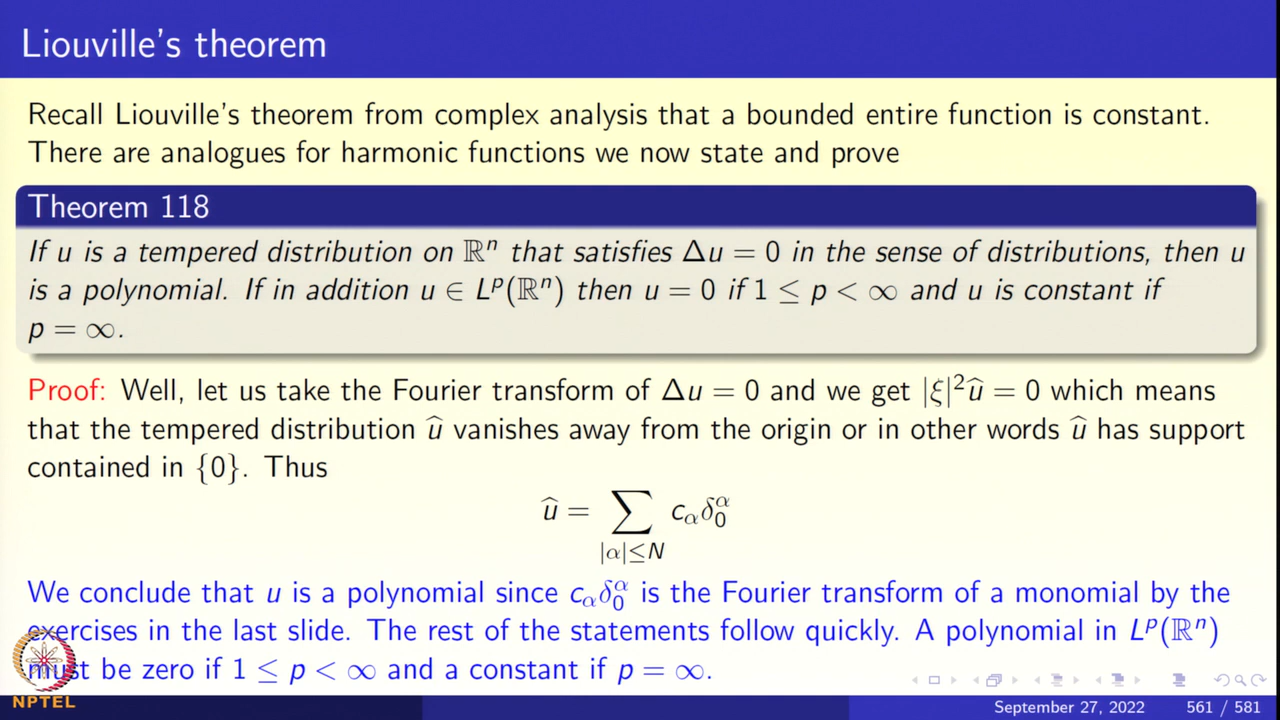 Liouville's theorem
Recall Liouville's theorem from complex analysis that a bounded entire function is constant.
There are analogues for harmonic functions we now state and prove
Theorem 118
If u is a tempered distribution on ℝⁿ that satisfies Δu = 0 in the sense of distributions, then u
is a polynomial. If in addition u ∈ Lᵖ(ℝⁿ) then u = 0 if 1 ≤ p < ∞ and u is constant if
p = ∞.
Proof: Well, let us take the Fourier transform of Δu = 0 and we get |ξ|²û = 0 which means
that the tempered distribution û vanishes away from the origin or in other words û has support
contained in {0}. Thus
û = ∑ c_α δ₀^α
|α|≤N
We conclude that u is a polynomial since c_α δ₀^α is the Fourier transform of a monomial by the
exercises in the last slide. The rest of the statements follow quickly. A polynomial in Lᵖ(ℝⁿ)
must be zero if 1 ≤ p < ∞ and a constant if p = ∞.
NPTEL
September 27, 2022 561 / 581